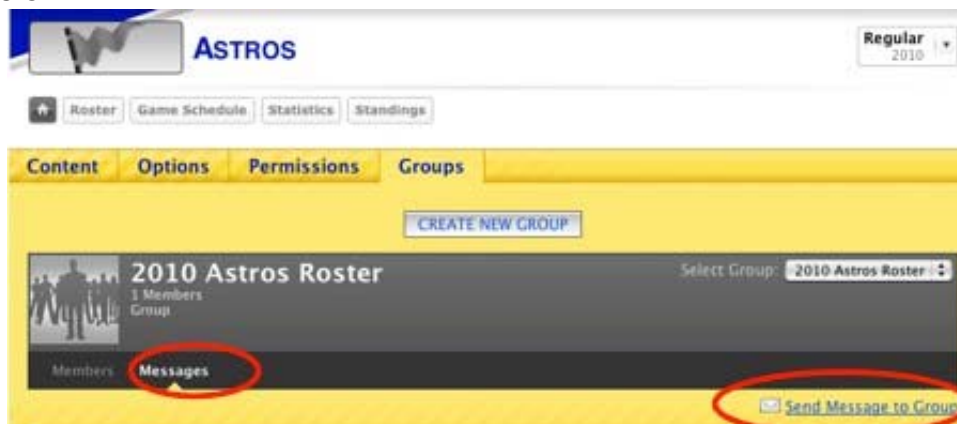 ASTROS
Regular
2010
Roster Game Schedule Statistics Standings
Content Options Permissions Groups
CREATE NEW GROUP
2010 Astros Roster
Select Group: 2010 Astros Roster
1 Members
Group
Members Messages
Send Message to Group